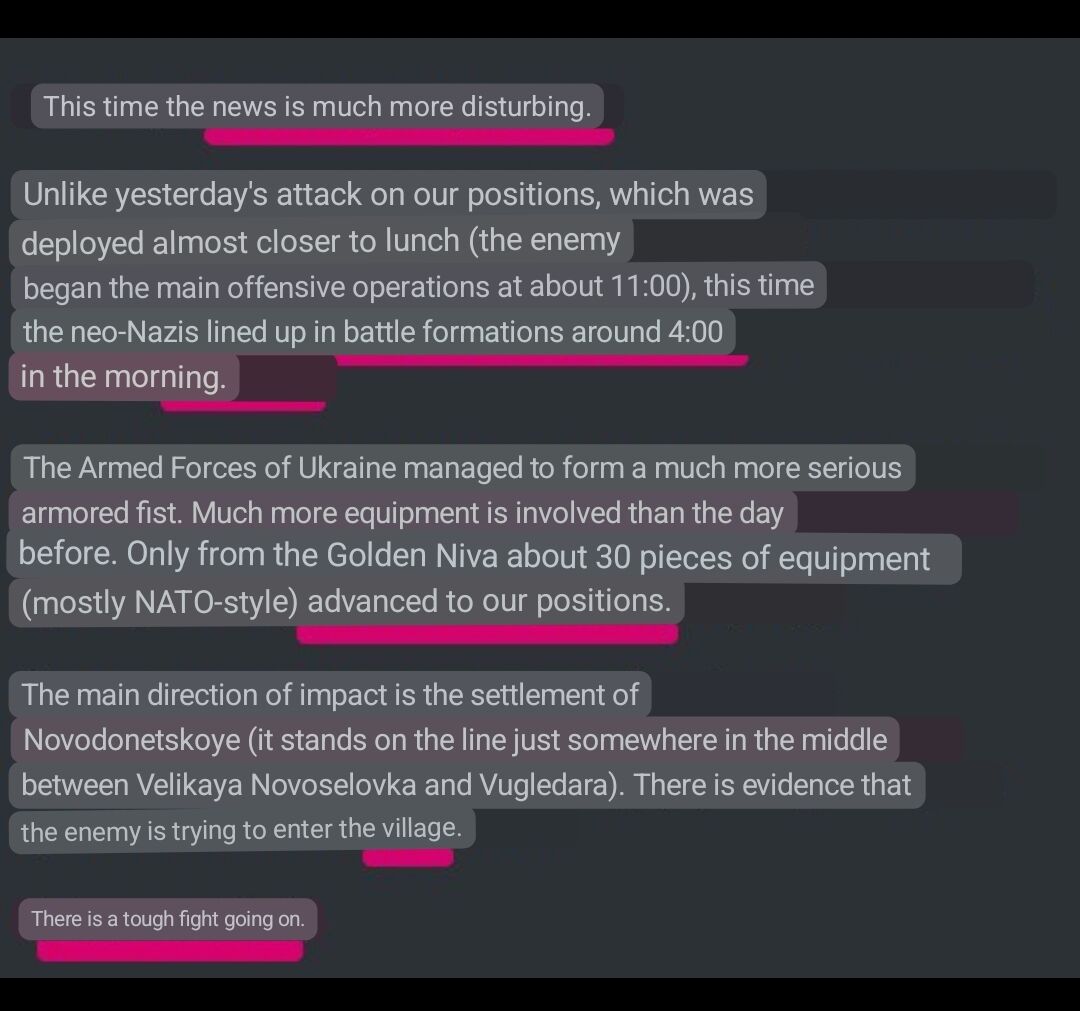 This time the news is much more disturbing.
Unlike yesterday's attack on our positions, which was
deployed almost closer to lunch (the enemy
began the main offensive operations at about 11:00), this time
the neo-Nazis lined up in battle formations around 4:00
in the morning.
The Armed Forces of Ukraine managed to form a much more serious
armored fist. Much more equipment is involved than the day
before. Only from the Golden Niva about 30 pieces of equipment
(mostly NATO-style) advanced to our positions.
The main direction of impact is the settlement of
Novodonetskoye (it stands on the line just somewhere in the middle
between Velikaya Novoselovka and Vugledara). There is evidence that
the enemy is trying to enter the village.
There is a tough fight going on.